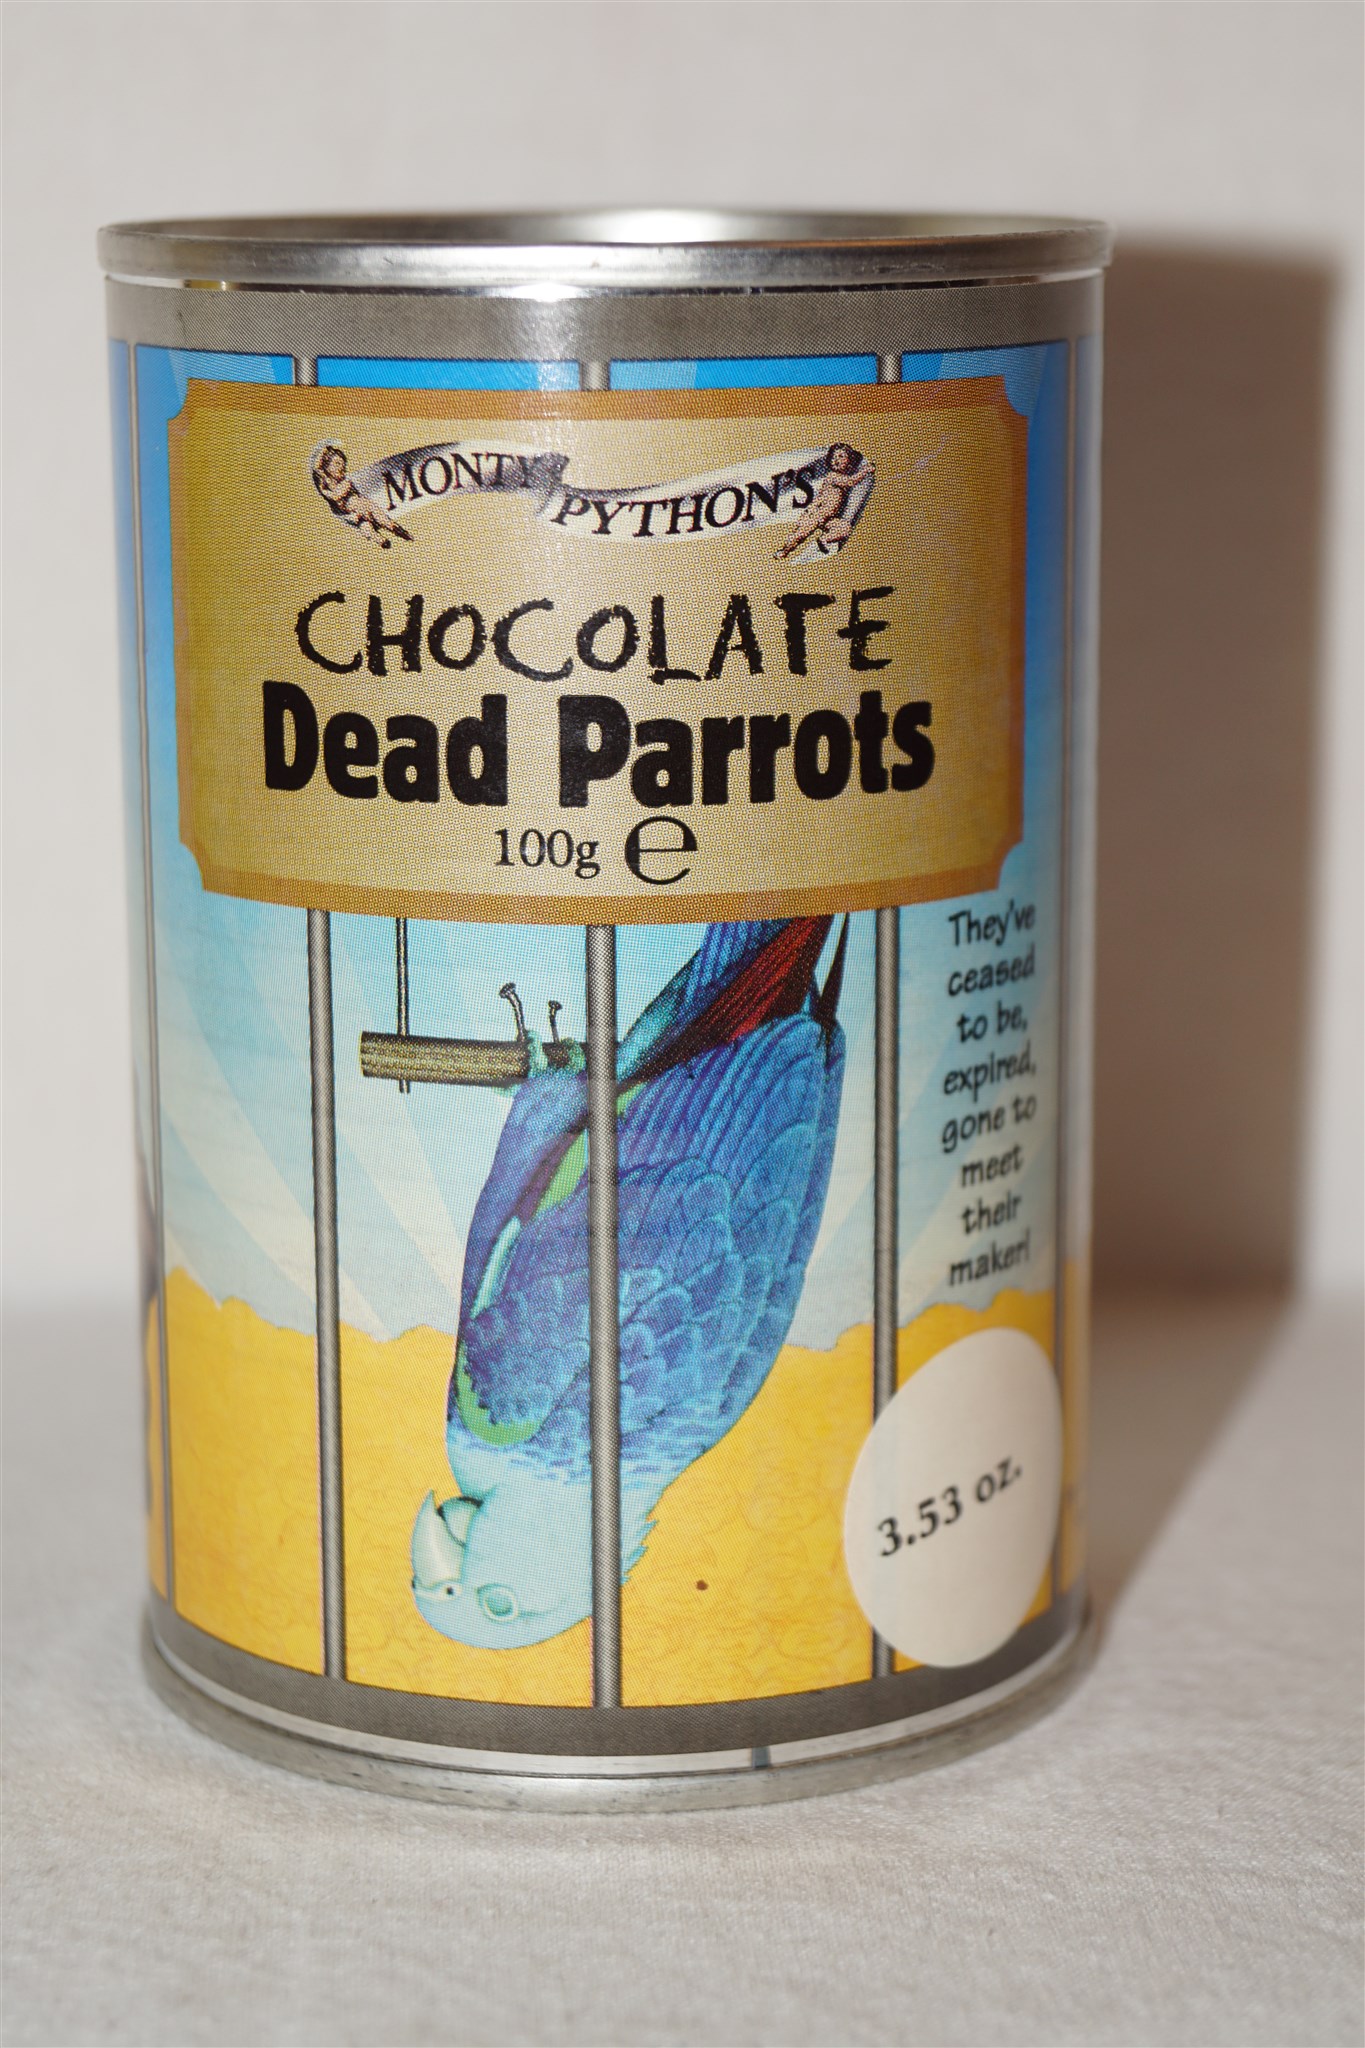 MONTY PYTHON'S
CHOCOLATE
Dead Parrots
100g ℮
They've
ceased
to be,
expired,
gone to
meet
their
maker!
3.53 oz.